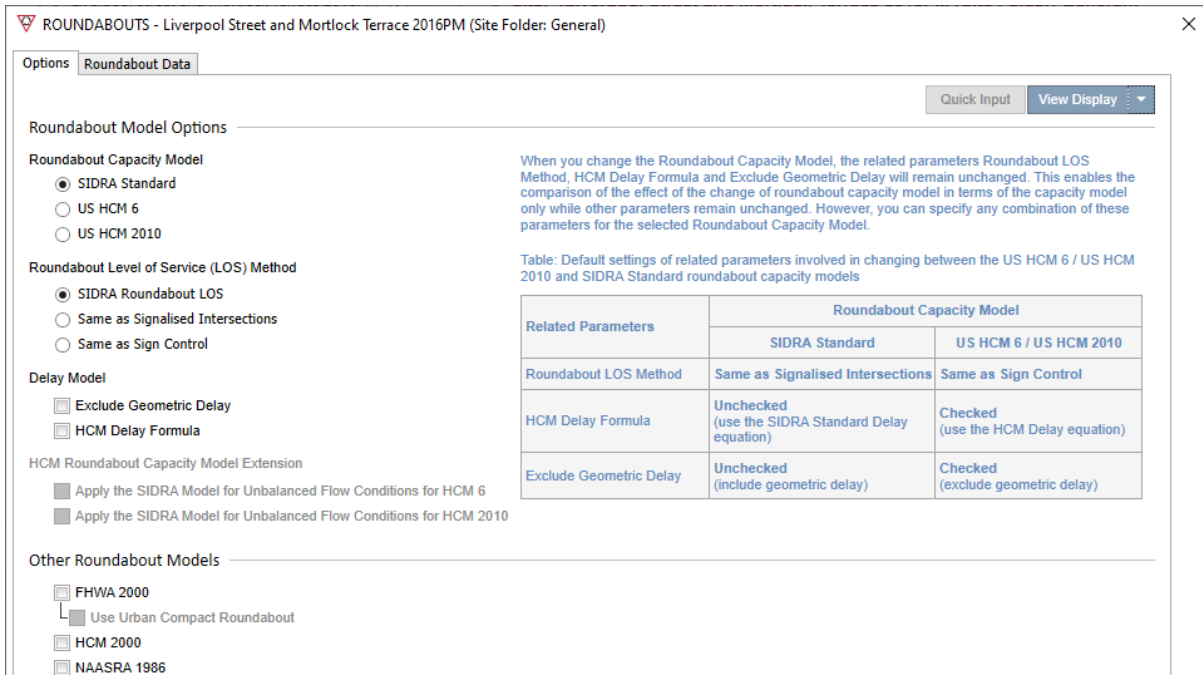 ROUNDABOUTS - Liverpool Street and Mortlock Terrace 2016PM (Site Folder: General)
Options
Roundabout Data
Quick Input
View Display
Roundabout Model Options
Roundabout Capacity Model
SIDRA Standard
US HCM 6
US HCM 2010
Roundabout Level of Service (LOS) Method
SIDRA Roundabout LOS
Same as Signalised Intersections
Same as Sign Control
Delay Model
Exclude Geometric Delay
HCM Delay Formula
HCM Roundabout Capacity Model Extension
Apply the SIDRA Model for Unbalanced Flow Conditions for HCM 6
Apply the SIDRA Model for Unbalanced Flow Conditions for HCM 2010
When you change the Roundabout Capacity Model, the related parameters Roundabout LOS
Method, HCM Delay Formula and Exclude Geometric Delay will remain unchanged. This enables the
comparison of the effect of the change of roundabout capacity model in terms of the capacity model
only while other parameters remain unchanged. However, you can specify any combination of these
parameters for the selected Roundabout Capacity Model.
Table: Default settings of related parameters involved in changing between the US HCM 6 / US HCM
2010 and SIDRA Standard roundabout capacity models
Related Parameters
Roundabout Capacity Model
SIDRA Standard
US HCM 6 / US HCM 2010
Roundabout LOS Method
Same as Signalised Intersections
Same as Sign Control
HCM Delay Formula
Unchecked
(use the SIDRA Standard Delay
equation)
Checked
(use the HCM Delay equation)
Exclude Geometric Delay
Unchecked
(include geometric delay)
Checked
(exclude geometric delay)
Other Roundabout Models
FHWA 2000
Use Urban Compact Roundabout
HCM 2000
NAASRA 1986